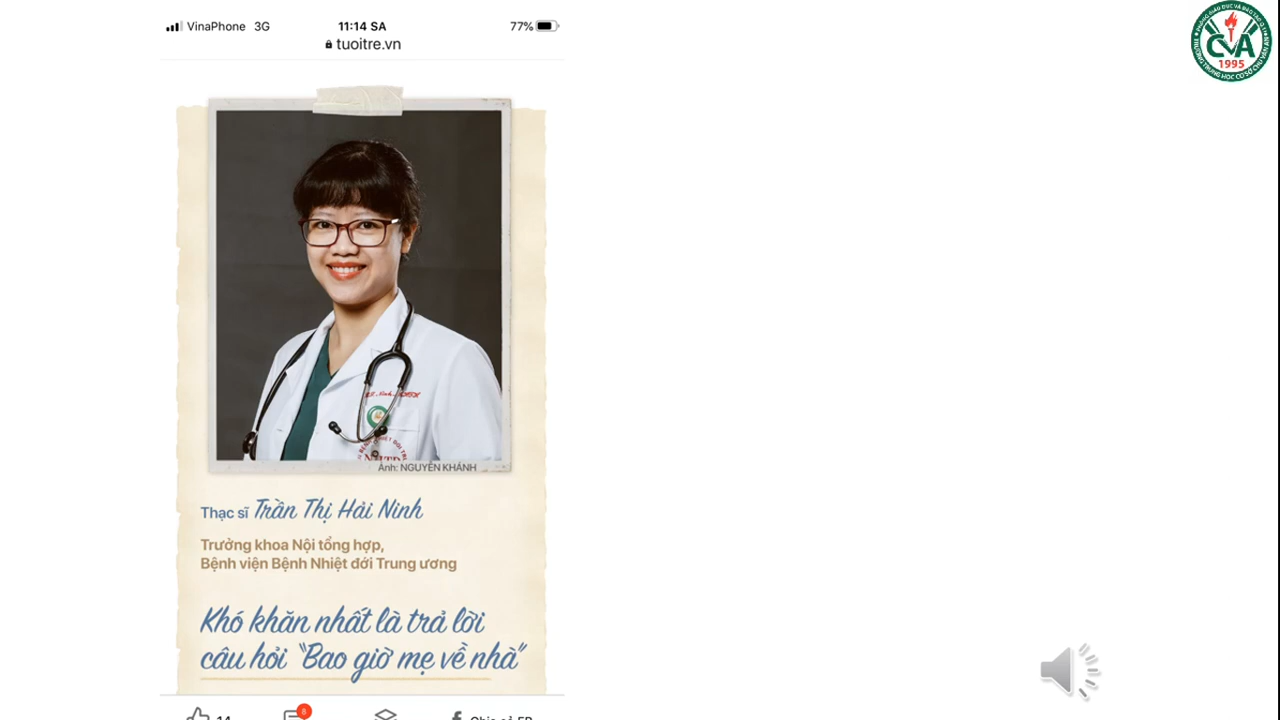 VinaPhone 3G 11:14 SA 77%
tuoitre.vn
CVA
1995
Ảnh: NGUYỄN KHÁNH
Thạc sĩ Trần Thị Hải Ninh
Trưởng khoa Nội tổng hợp,
Bệnh viện Bệnh Nhiệt đới Trung ương
Khó khăn nhất là trả lời
câu hỏi "Bao giờ mẹ về nhà"
8